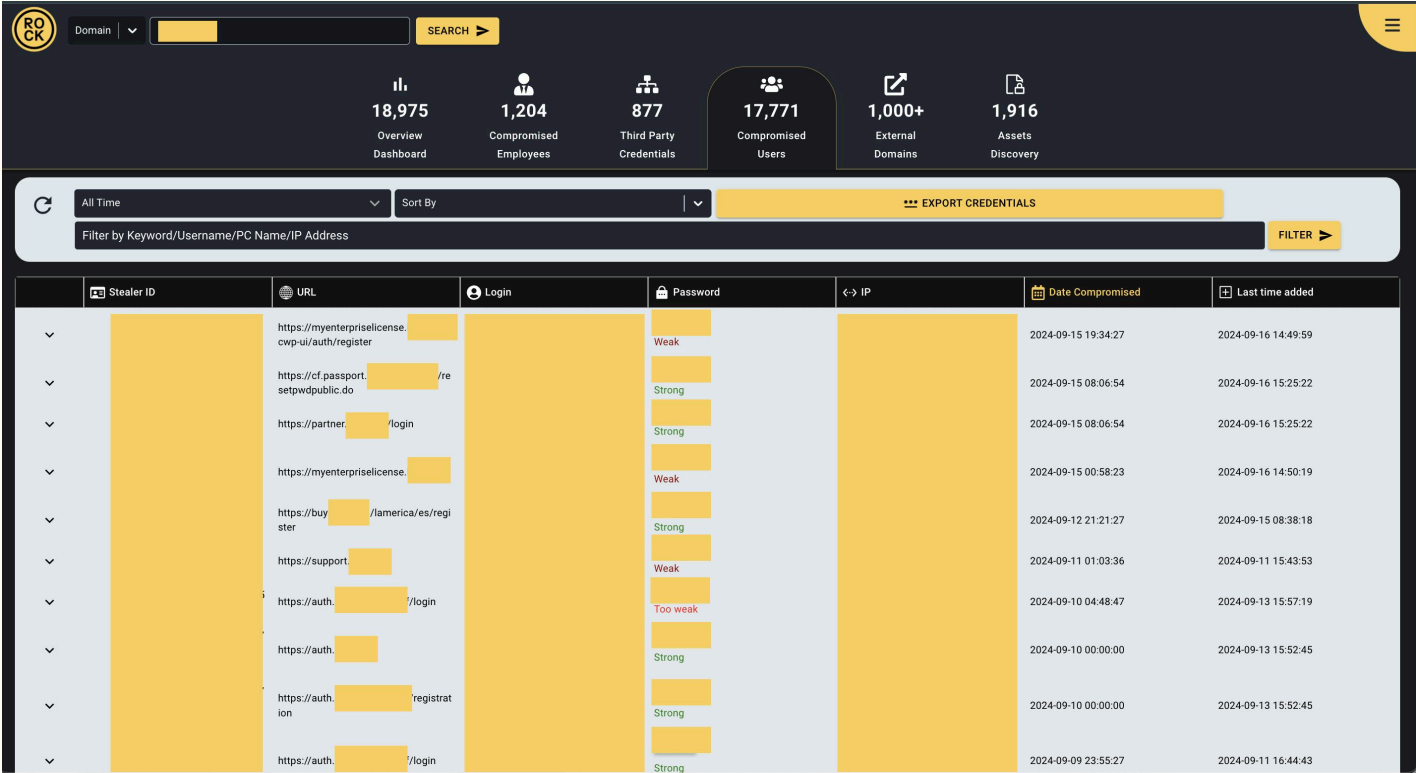 RO
CK
Domain
SEARCH
18,975
Overview
Dashboard
1,204
Compromised
Employees
877
Third Party
Credentials
17,771
Compromised
Users
1,000+
External
Domains
1,916
Assets
Discovery
All Time
Sort By
EXPORT CREDENTIALS
Filter by Keyword/Username/PC Name/IP Address
FILTER
Stealer ID URL Login Password IP Date Compromised Last time added
https://myenterpriselicense.
cwp-ui/auth/register
Weak
2024-09-15 19:34:27 2024-09-16 14:49:59
https://cf.passport. /re
setpwdpublic.do
Strong
2024-09-15 08:06:54 2024-09-16 15:25:22
https://partner. /login
Strong
2024-09-15 08:06:54 2024-09-16 15:25:22
https://myenterpriselicense.
Weak
2024-09-15 00:58:23 2024-09-16 14:50:19
https://buy /lamerica/es/regi
ster
Strong
2024-09-12 21:21:27 2024-09-15 08:38:18
https://support.
Weak
2024-09-11 01:03:36 2024-09-11 15:43:53
https://auth. /login
Too weak
2024-09-10 04:48:47 2024-09-13 15:57:19
https://auth.
Strong
2024-09-10 00:00:00 2024-09-13 15:52:45
https://auth. /registrat
ion
Strong
2024-09-10 00:00:00 2024-09-13 15:52:45
https://auth. /login
Strong
2024-09-09 23:55:27 2024-09-11 16:44:43